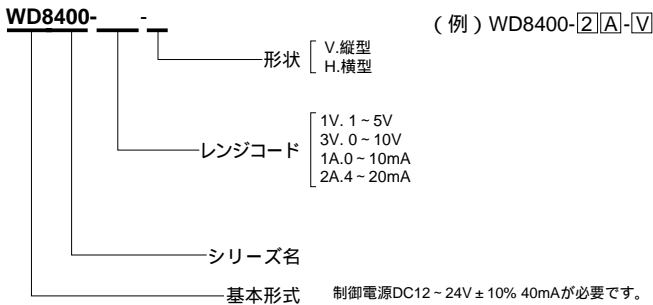 WD8400-　　-
(例) WD8400-2A-V
形状
V.縦型
H.横型
レンジコード
1V. 1~5V
3V. 0~10V
1A.0~10mA
2A.4~20mA
シリーズ名
基本形式
制御電源DC12~24V±10% 40mAが必要です。